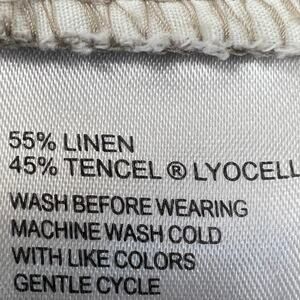 55% LINEN
45% TENCEL ® LYOCELL
WASH BEFORE WEARING
MACHINE WASH COLD
WITH LIKE COLORS
GENTLE CYCLE